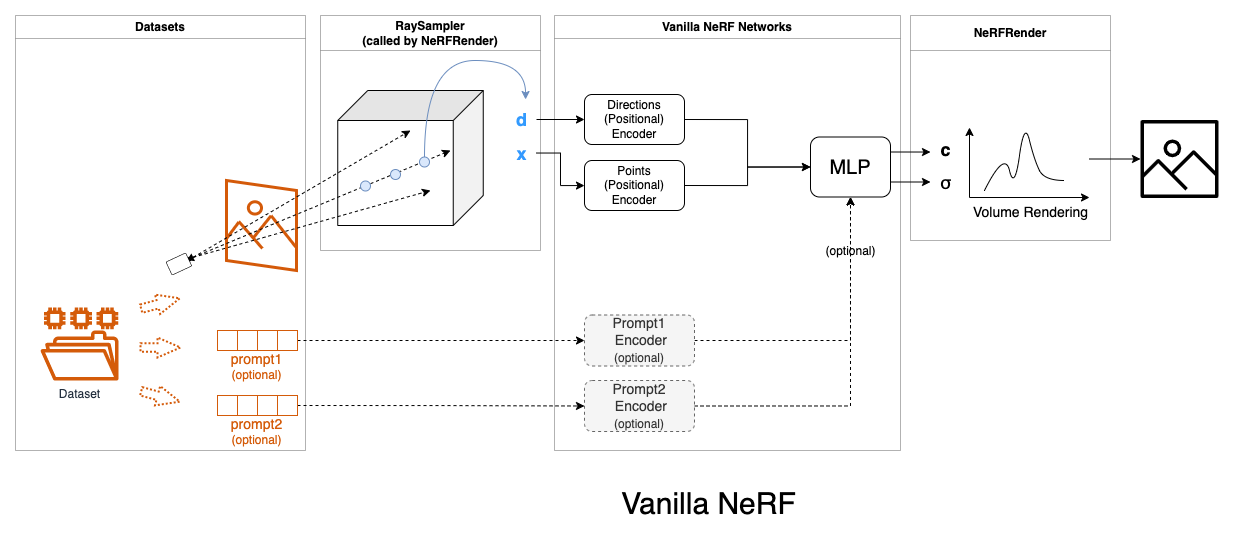 Datasets
RaySampler
(called by NeRFRender)
Vanilla NeRF Networks
NeRFRender
d
x
Directions
(Positional)
Encoder
Points
(Positional)
Encoder
MLP
c
σ
Volume Rendering
(optional)
Dataset
prompt1
(optional)
prompt2
(optional)
Prompt1
Encoder
(optional)
Prompt2
Encoder
(optional)
Vanilla NeRF